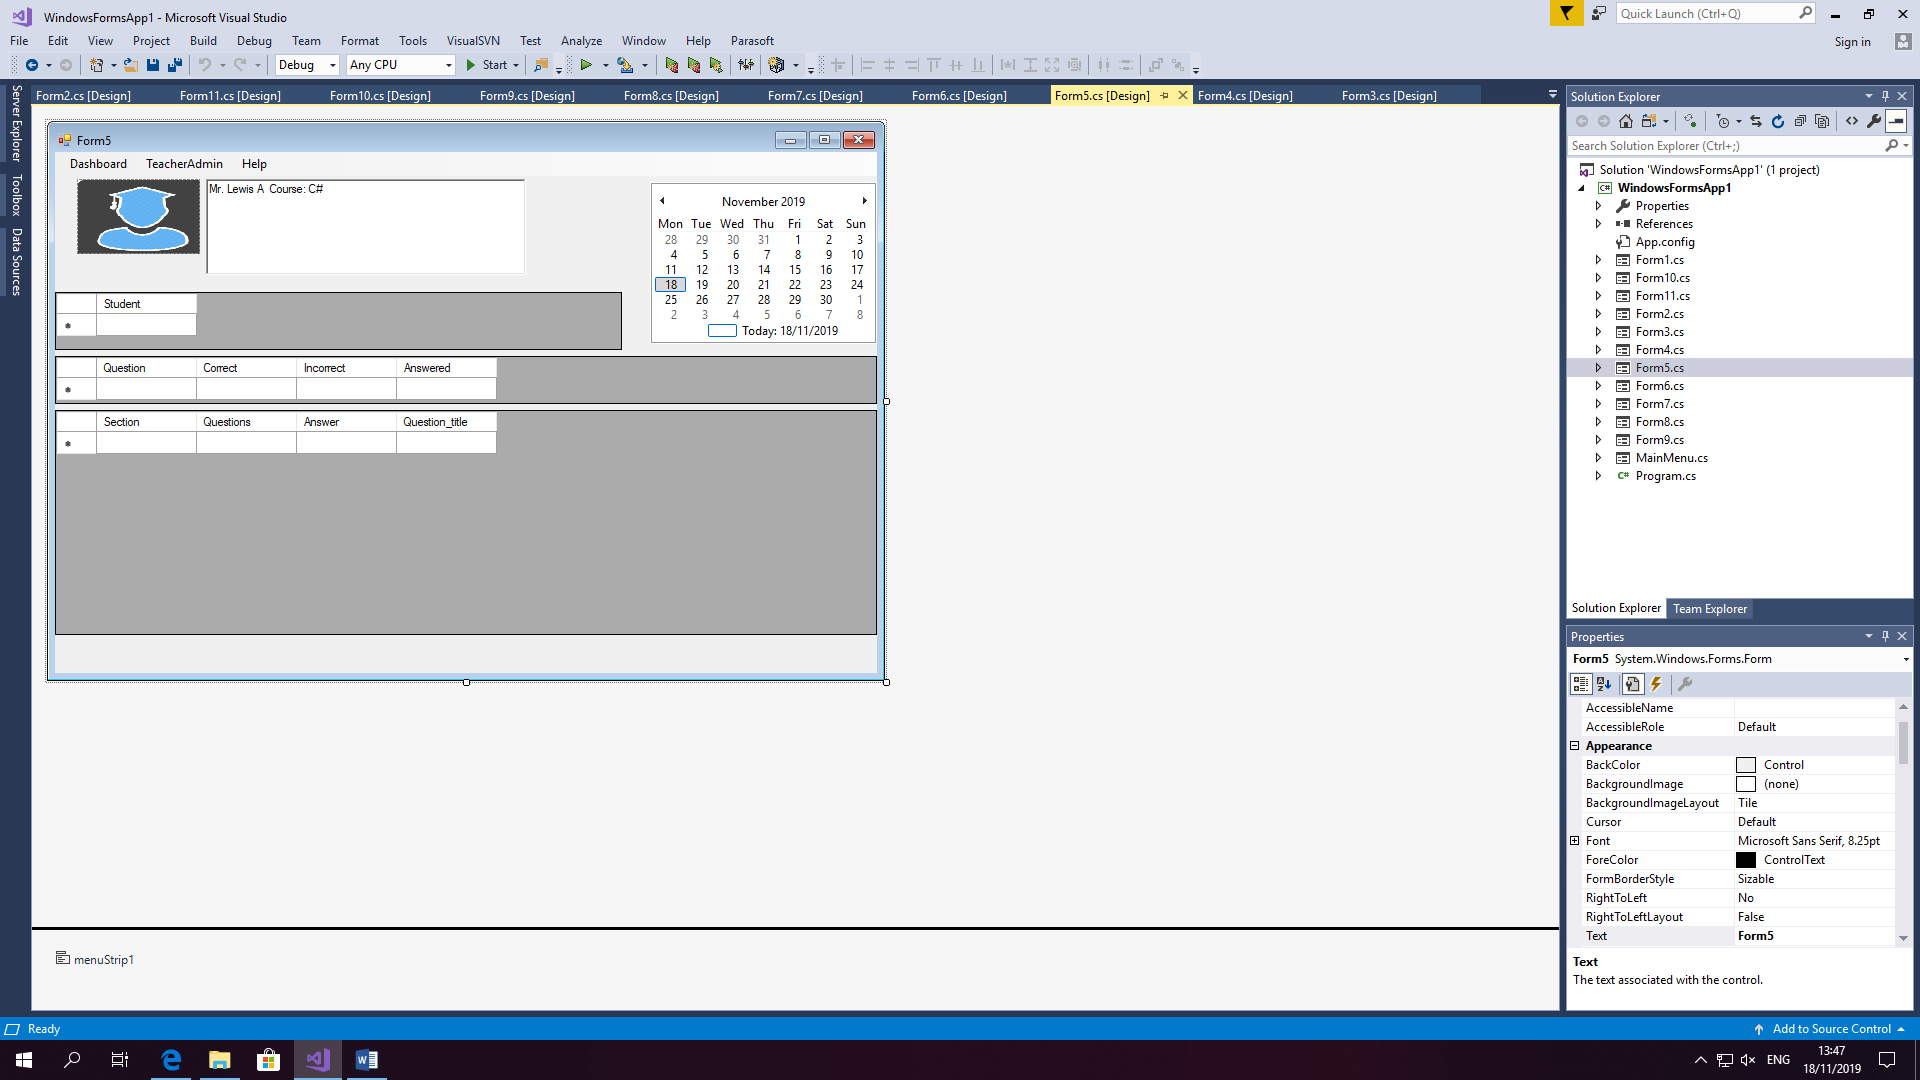 WindowsFormsApp1 - Microsoft Visual Studio
Quick Launch (Ctrl+Q)
File Edit View Project Build Debug Team Format Tools VisualSVN Test Analyze Window Help Parasoft
Sign in
Debug Any CPU Start
Form2.cs [Design] Form11.cs [Design] Form10.cs [Design] Form9.cs [Design] Form8.cs [Design] Form7.cs [Design] Form6.cs [Design] Form5.cs [Design] Form4.cs [Design] Form3.cs [Design]
Server Explorer
Toolbox
Data Sources
Form5
Dashboard TeacherAdmin Help
Mr. Lewis A Course: C#
November 2019
Mon Tue Wed Thu Fri Sat Sun
28 29 30 31 1 2 3
4 5 6 7 8 9 10
11 12 13 14 15 16 17
18 19 20 21 22 23 24
25 26 27 28 29 30 1
2 3 4 5 6 7 8
Today: 18/11/2019
Student
Question Correct Incorrect Answered
Section Questions Answer Question_title
menuStrip1
Solution Explorer
Search Solution Explorer (Ctrl+;)
Solution 'WindowsFormsApp1' (1 project)
C# WindowsFormsApp1
Properties
References
App.config
Form1.cs
Form10.cs
Form11.cs
Form2.cs
Form3.cs
Form4.cs
Form5.cs
Form6.cs
Form7.cs
Form8.cs
Form9.cs
MainMenu.cs
C# Program.cs
Solution Explorer Team Explorer
Properties
Form5 System.Windows.Forms.Form
AccessibleName
AccessibleRole Default
Appearance
BackColor Control
BackgroundImage (none)
BackgroundImageLayout Tile
Cursor Default
Font Microsoft Sans Serif, 8.25pt
ForeColor ControlText
FormBorderStyle Sizable
RightToLeft No
RightToLeftLayout False
Text Form5
Text
The text associated with the control.
Ready
Add to Source Control
ENG
13:47
18/11/2019